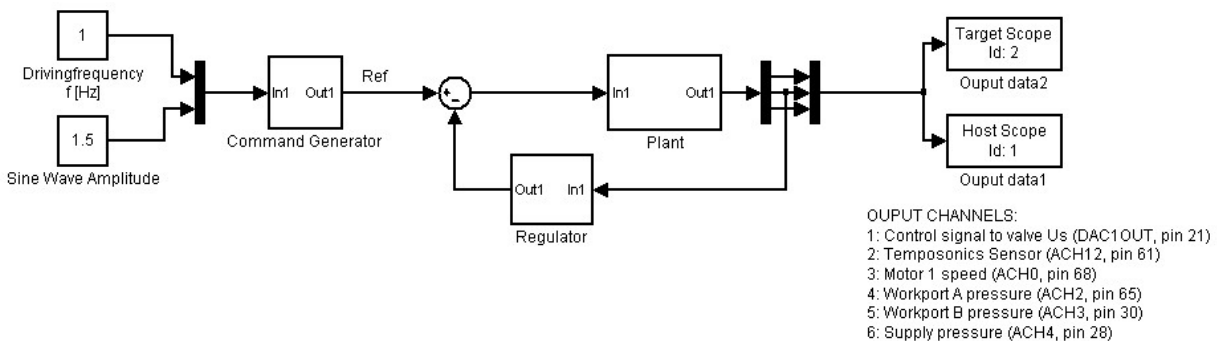 1
Drivingfrequency
f [Hz]
1.5
Sine Wave Amplitude
In1 Out1
Command Generator
Ref
+
-
In1 Out1
Plant
Out1 In1
Regulator
Target Scope
Id: 2
Ouput data2
Host Scope
Id: 1
Ouput data1
OUPUT CHANNELS:
1: Control signal to valve Us (DAC1OUT, pin 21)
2: Temposonics Sensor (ACH12, pin 61)
3: Motor 1 speed (ACH0, pin 68)
4: Workport A pressure (ACH2, pin 65)
5: Workport B pressure (ACH3, pin 30)
6: Supply pressure (ACH4, pin 28)